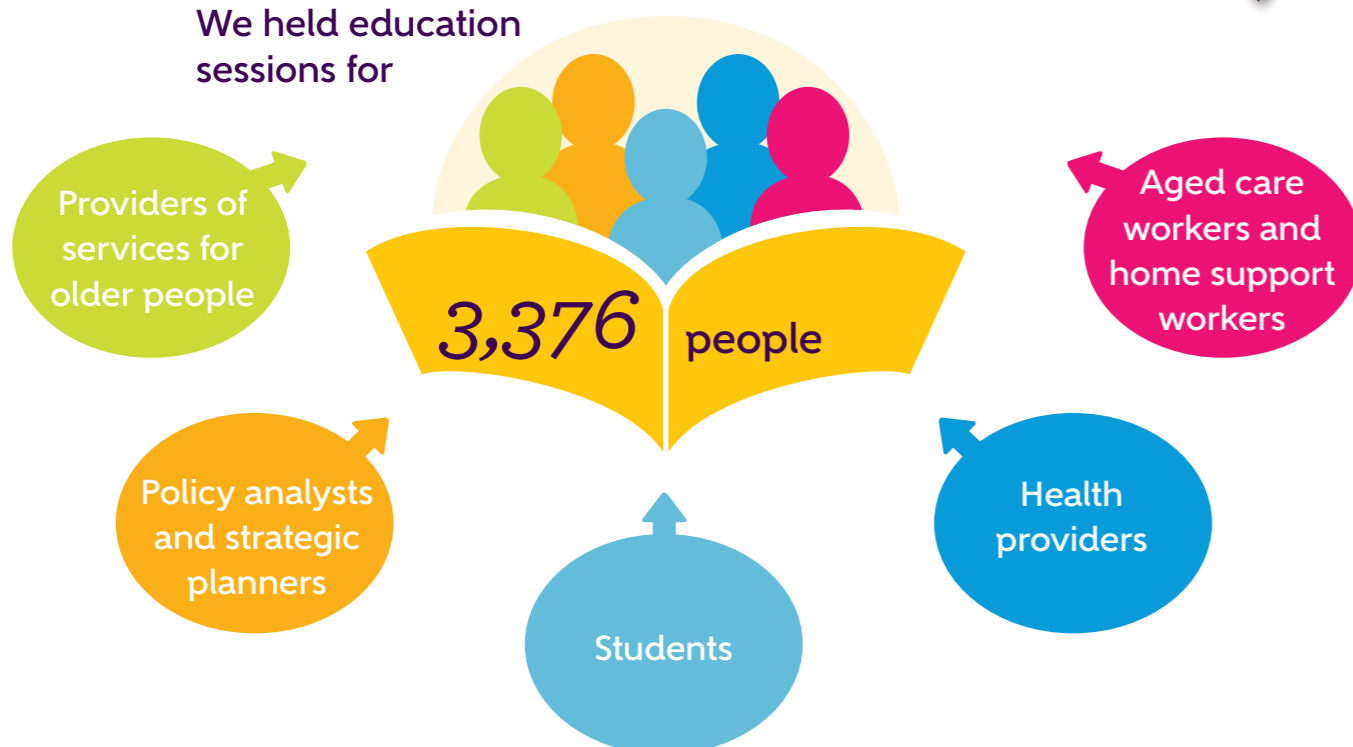 We held education
sessions for
3,376 people
Providers of
services for
older people
Policy analysts
and strategic
planners
Students
Health
providers
Aged care
workers and
home support
workers